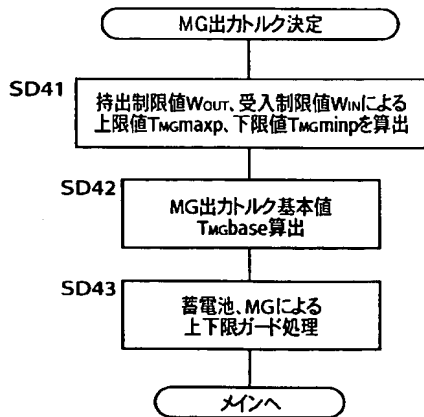 MG出力トルク決定
SD41
持出制限値WOUT、受入制限値WINによる
上限値TMGmaxp、下限値TMGminpを算出
SD42
MG出力トルク基本値
TMGbase算出
SD43
蓄電池、MGによる
上下限ガード処理
メインへ